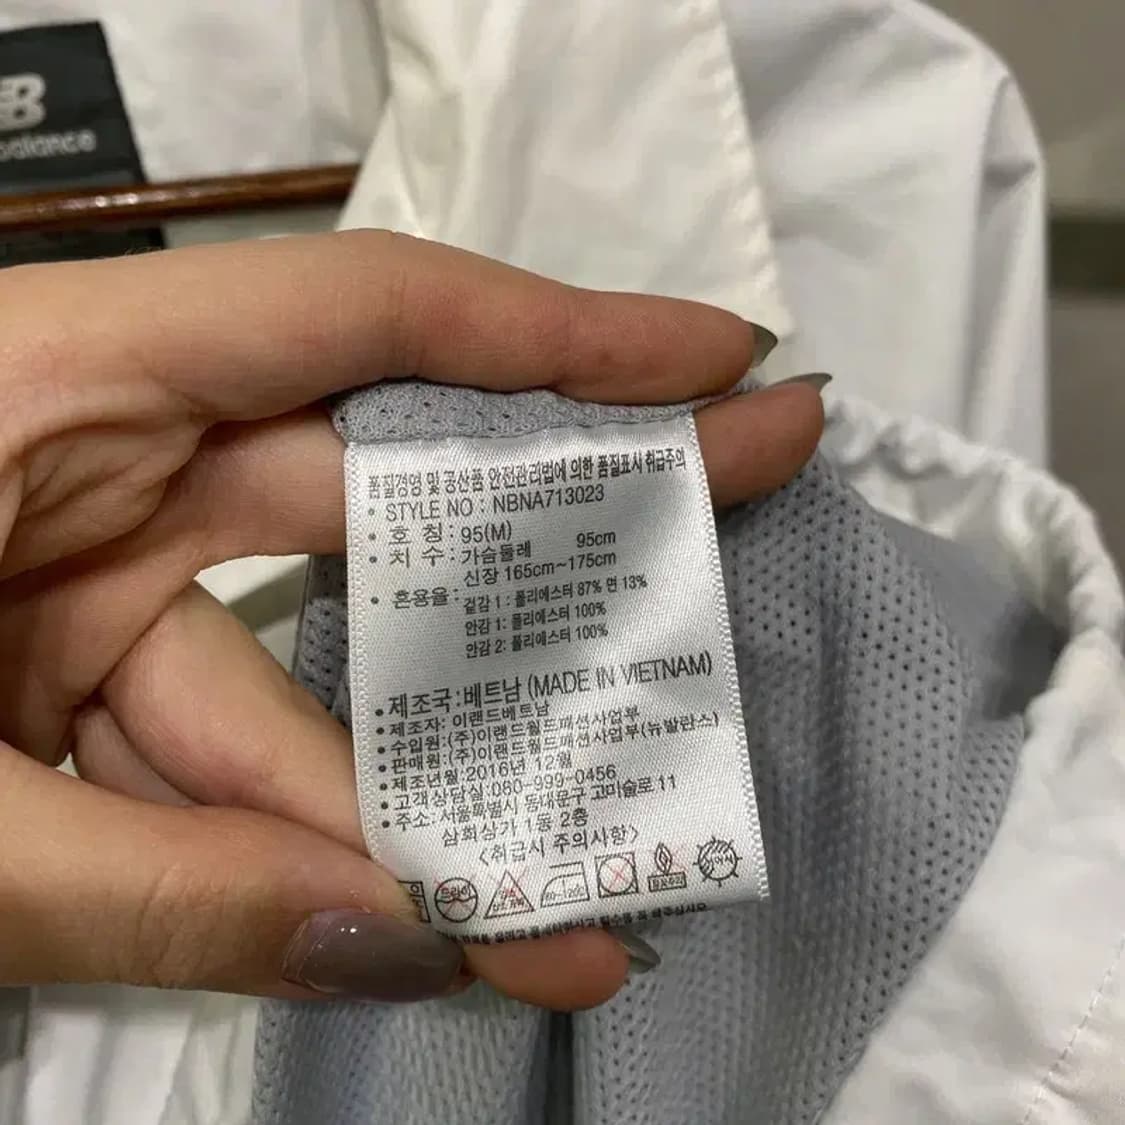 balance
품질경영 및 공산품 안전관리법에 의한 품질표시 취급주의
• STYLE NO : NBNA713023
• 호 칭 : 95(M)
• 치 수 : 가슴둘레 95cm
신장 165cm~175cm
• 혼용율 : 겉감 1 : 폴리에스터 87% 면 13%
안감 1: 폴리에스터 100%
안감 2: 폴리에스터 100%
• 제조국 : 베트남 (MADE IN VIETNAM)
• 제조자: 이랜드베트남
• 수입원:(주)이랜드월드패션사업부
• 판매원:(주)이랜드월드패션사업부(뉴발란스)
• 제조년월:2016년 12월
• 고객상담실:080-999-0456
• 주소: 서울특별시 동대문구 고미술로 11
삼희상가 1동 2층
<취급시 주의사항>
드라이